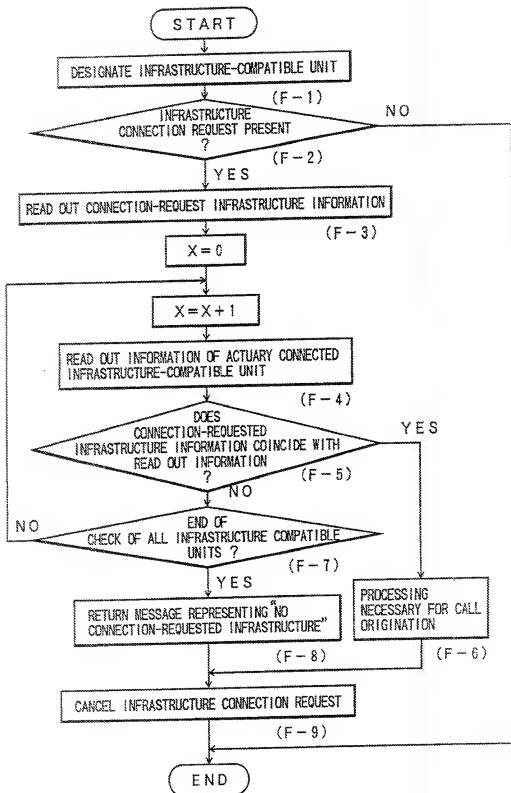 START
DESIGNATE INFRASTRUCTURE-COMPATIBLE UNIT
(F-1)
INFRASTRUCTURE
CONNECTION REQUEST PRESENT
?
NO
(F-2)
YES
READ OUT CONNECTION-REQUEST INFRASTRUCTURE INFORMATION
(F-3)
X=0
X=X+1
READ OUT INFORMATION OF ACTUARY CONNECTED
INFRASTRUCTURE-COMPATIBLE UNIT
(F-4)
DOES
CONNECTION-REQUESTED
INFRASTRUCTURE INFORMATION COINCIDE WITH
READ OUT INFORMATION
?
YES
(F-5)
NO
END OF
CHECK OF ALL INFRASTRUCTURE COMPATIBLE
UNITS ?
NO
(F-7)
YES
RETURN MESSAGE REPRESENTING "NO
CONNECTION-REQUESTED INFRASTRUCTURE"
(F-8)
PROCESSING
NECESSARY FOR CALL
ORIGINATION
(F-6)
CANCEL INFRASTRUCTURE CONNECTION REQUEST
(F-9)
END